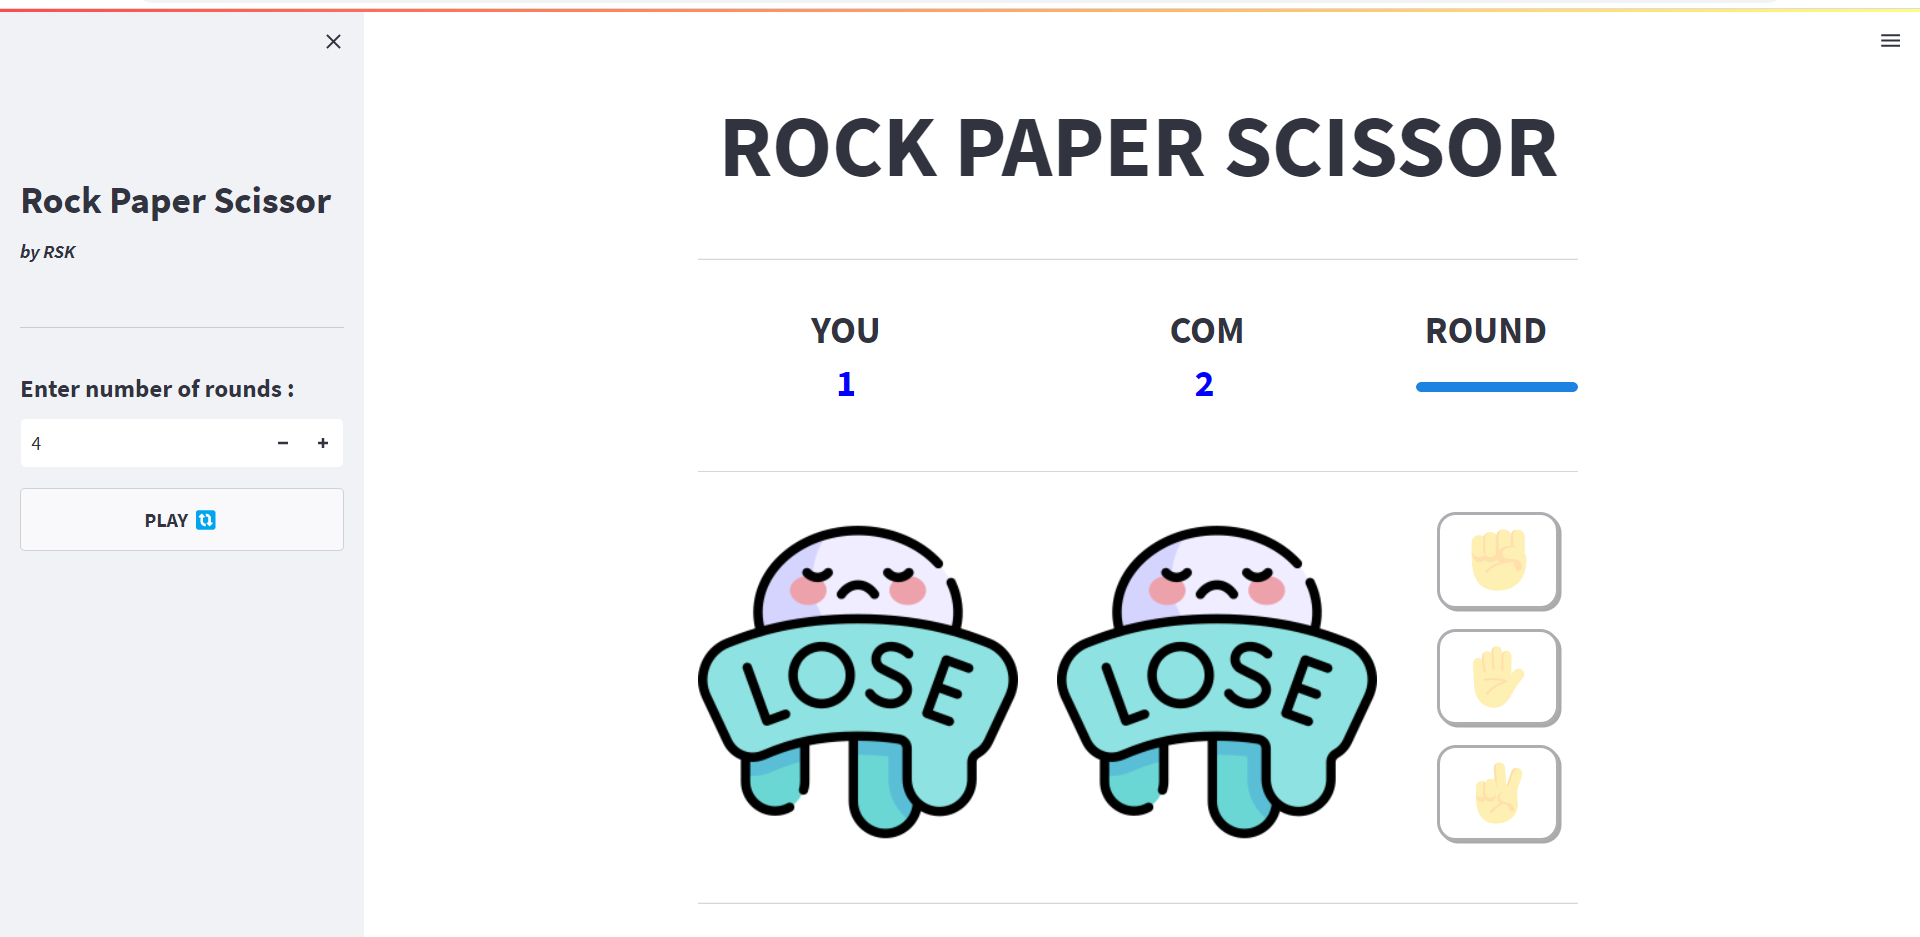 Rock Paper Scissor
by RSK
Enter number of rounds :
4
PLAY
ROCK PAPER SCISSOR
YOU
COM
ROUND
1
2
LOSE
LOSE